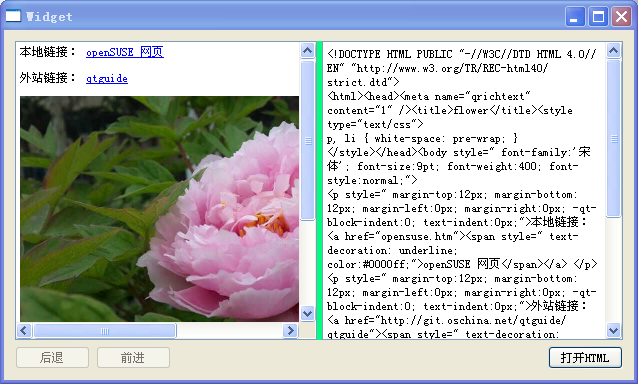 Widget
本地链接： openSUSE 网页
外站链接： qtguide
<!DOCTYPE HTML PUBLIC "-//W3C//DTD HTML 4.0//
EN" "http://www.w3.org/TR/REC-html40/
strict.dtd">
<html><head><meta name="qrichtext"
content="1" /><title>flower</title><style
type="text/css">
p, li { white-space: pre-wrap; }
</style></head><body style=" font-family:'宋
体'; font-size:9pt; font-weight:400; font-
style:normal;">
<p style=" margin-top:12px; margin-bottom:
12px; margin-left:0px; margin-right:0px; -qt-
block-indent:0; text-indent:0px;">本地链接：
<a href="opensuse.htm"><span style=" text-
decoration: underline;
color:#0000ff;">openSUSE 网页</span></a> </p>
<p style=" margin-top:12px; margin-bottom:
12px; margin-left:0px; margin-right:0px; -qt-
block-indent:0; text-indent:0px;">外站链接：
<a href="http://git.oschina.net/qtguide/
qtguide"><span style=" text-decoration:
后退
前进
打开HTML